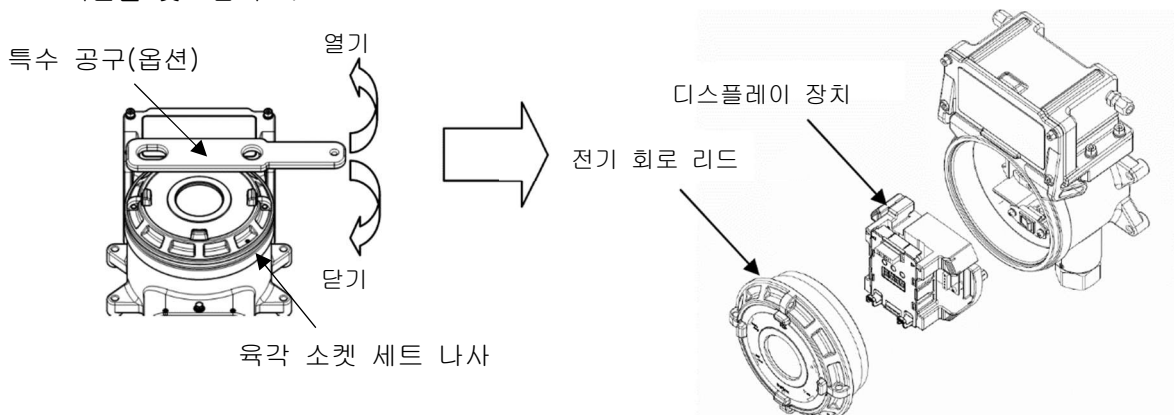 특수 공구(옵션)
열기
닫기
육각 소켓 세트 나사
디스플레이 장치
전기 회로 리드